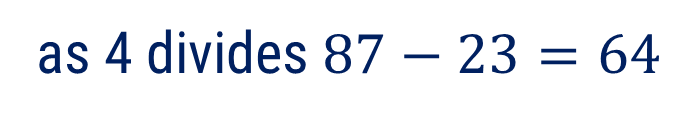 as 4 divides 87 − 23 = 64